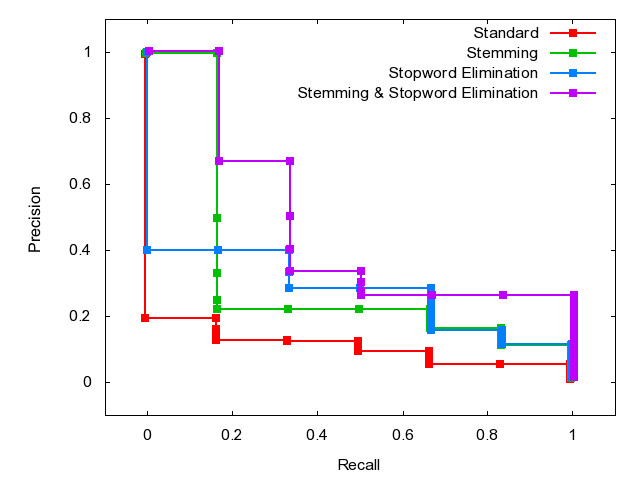 Standard
Stemming
Stopword Elimination
Stemming & Stopword Elimination
1
0.8
0.6
0.4
0.2
0
Precision
0 0.2 0.4 0.6 0.8 1
Recall